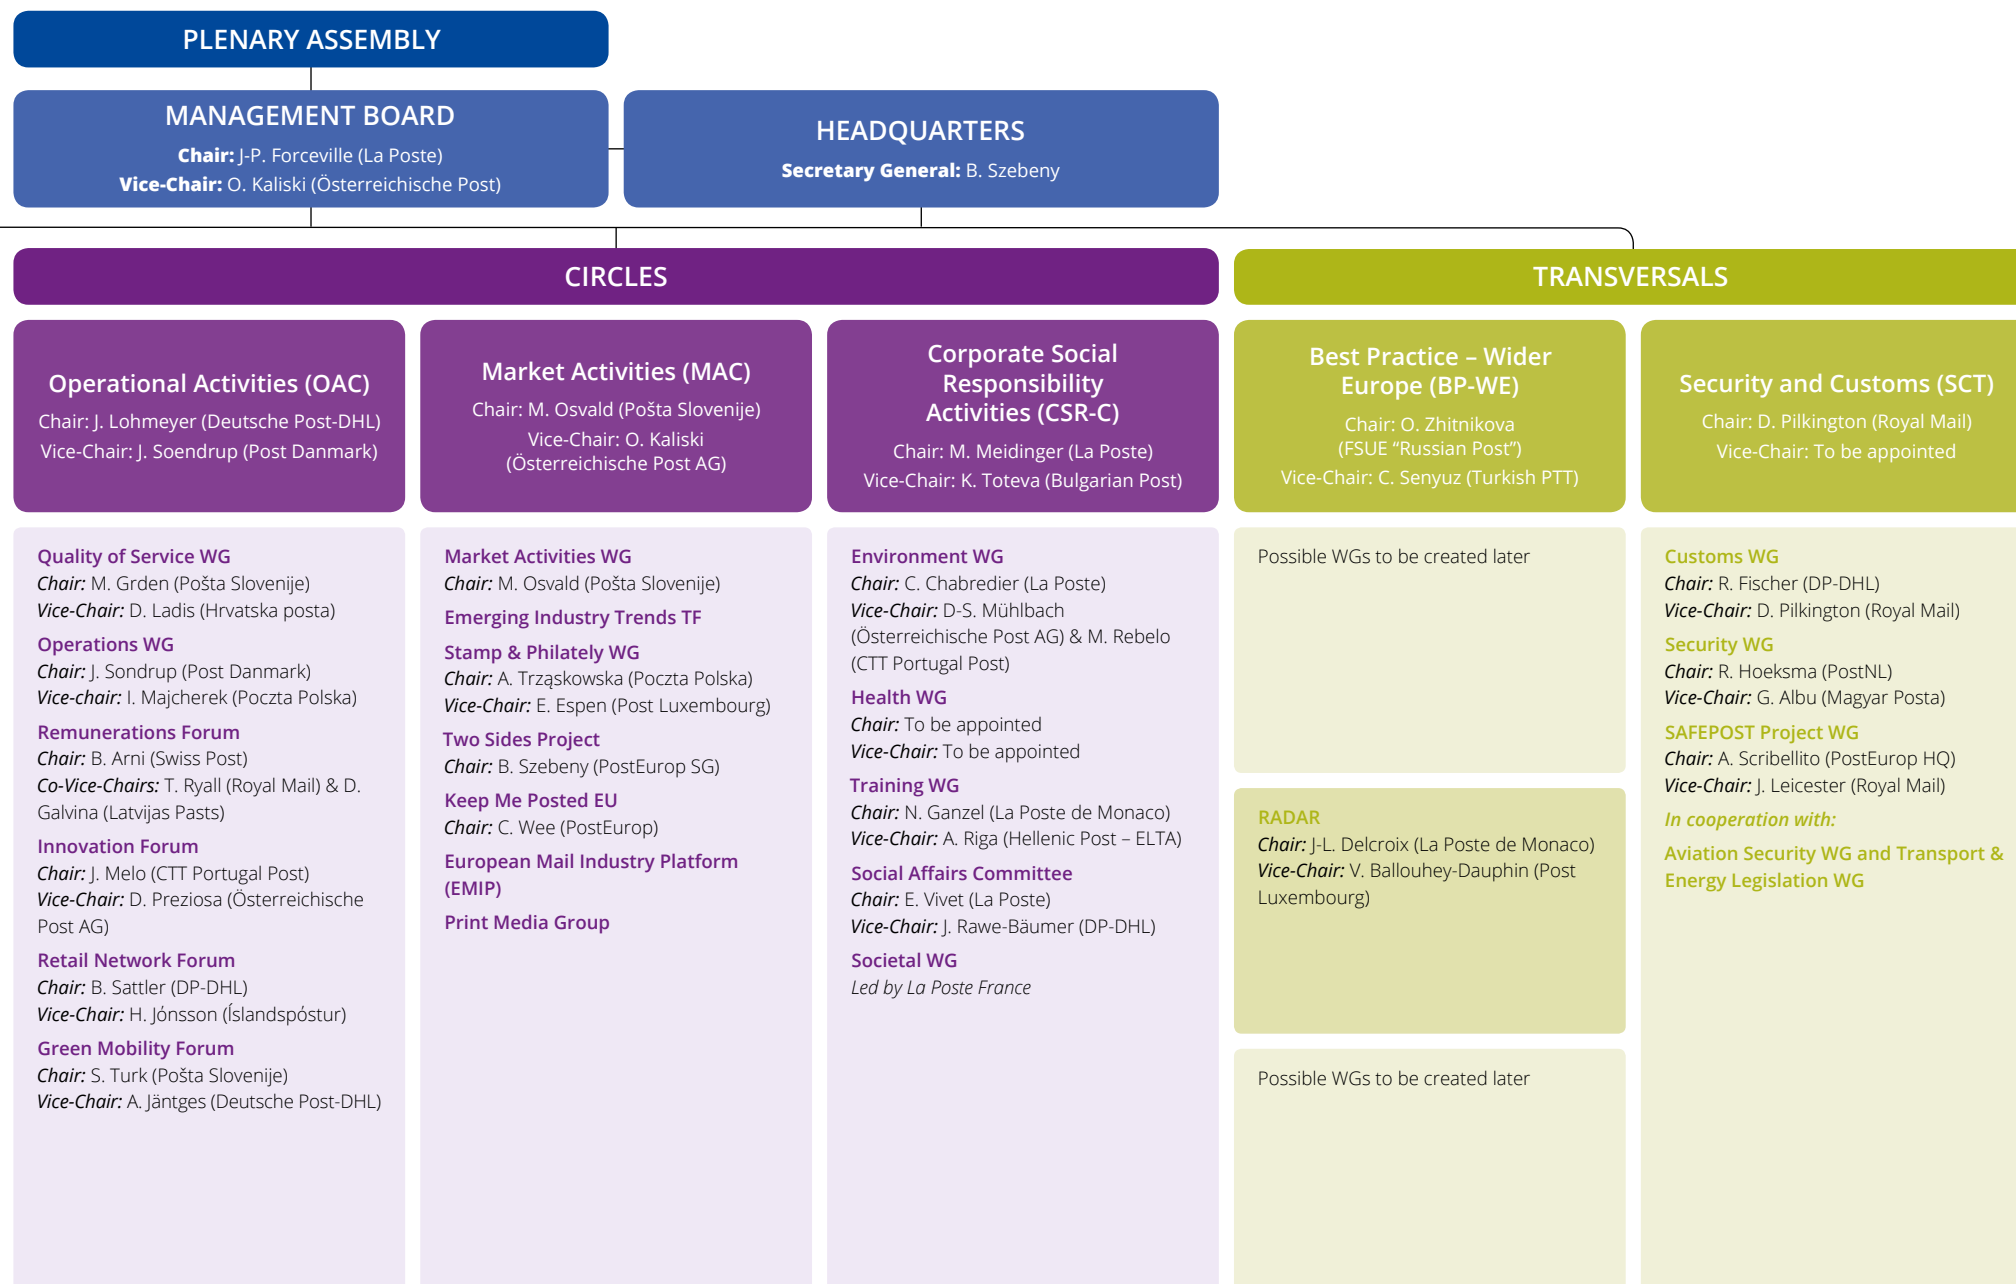 PLENARY ASSEMBLY
MANAGEMENT BOARD
Chair: J-P. Forceville (La Poste)
Vice-Chair: O. Kaliski (Österreichische Post)
HEADQUARTERS
Secretary General: B. Szebeny
CIRCLES
TRANSVERSALS
Operational Activities (OAC)
Chair: J. Lohmeyer (Deutsche Post-DHL)
Vice-Chair: J. Soendrup (Post Danmark)
Market Activities (MAC)
Chair: M. Osvald (Pošta Slovenije)
Vice-Chair: O. Kaliski
(Österreichische Post AG)
Corporate Social
Responsibility
Activities (CSR-C)
Chair: M. Meidinger (La Poste)
Vice-Chair: K. Toteva (Bulgarian Post)
Best Practice – Wider
Europe (BP-WE)
Chair: O. Zhitnikova
(FSUE “Russian Post”)
Vice-Chair: C. Senyuz (Turkish PTT)
Security and Customs (SCT)
Chair: D. Pilkington (Royal Mail)
Vice-Chair: To be appointed
Quality of Service WG
Chair: M. Grden (Pošta Slovenije)
Vice-Chair: D. Ladis (Hrvatska posta)
Operations WG
Chair: J. Sondrup (Post Danmark)
Vice-chair: I. Majcherek (Poczta Polska)
Remunerations Forum
Chair: B. Arni (Swiss Post)
Co-Vice-Chairs: T. Ryall (Royal Mail) & D.
Galvina (Latvijas Pasts)
Innovation Forum
Chair: J. Melo (CTT Portugal Post)
Vice-Chair: D. Preziosa (Österreichische
Post AG)
Retail Network Forum
Chair: B. Sattler (DP-DHL)
Vice-Chair: H. Jónsson (Íslandspóstur)
Green Mobility Forum
Chair: S. Turk (Pošta Slovenije)
Vice-Chair: A. Jäntges (Deutsche Post-DHL)
Market Activities WG
Chair: M. Osvald (Pošta Slovenije)
Emerging Industry Trends TF
Stamp & Philately WG
Chair: A. Trząskowska (Poczta Polska)
Vice-Chair: E. Espen (Post Luxembourg)
Two Sides Project
Chair: B. Szebeny (PostEurop SG)
Keep Me Posted EU
Chair: C. Wee (PostEurop)
European Mail Industry Platform
(EMIP)
Print Media Group
Environment WG
Chair: C. Chabredier (La Poste)
Vice-Chair: D-S. Mühlbach
(Österreichische Post AG) & M. Rebelo
(CTT Portugal Post)
Health WG
Chair: To be appointed
Vice-Chair: To be appointed
Training WG
Chair: N. Ganzel (La Poste de Monaco)
Vice-Chair: A. Riga (Hellenic Post – ELTA)
Social Affairs Committee
Chair: E. Vivet (La Poste)
Vice-Chair: J. Rawe-Bäumer (DP-DHL)
Societal WG
Led by La Poste France
Possible WGs to be created later
RADAR
Chair: J-L. Delcroix (La Poste de Monaco)
Vice-Chair: V. Ballouhey-Dauphin (Post
Luxembourg)
Possible WGs to be created later
Customs WG
Chair: R. Fischer (DP-DHL)
Vice-Chair: D. Pilkington (Royal Mail)
Security WG
Chair: R. Hoeksma (PostNL)
Vice-Chair: G. Albu (Magyar Posta)
SAFEPOST Project WG
Chair: A. Scribellito (PostEurop HQ)
Vice-Chair: J. Leicester (Royal Mail)
In cooperation with:
Aviation Security WG and Transport &
Energy Legislation WG